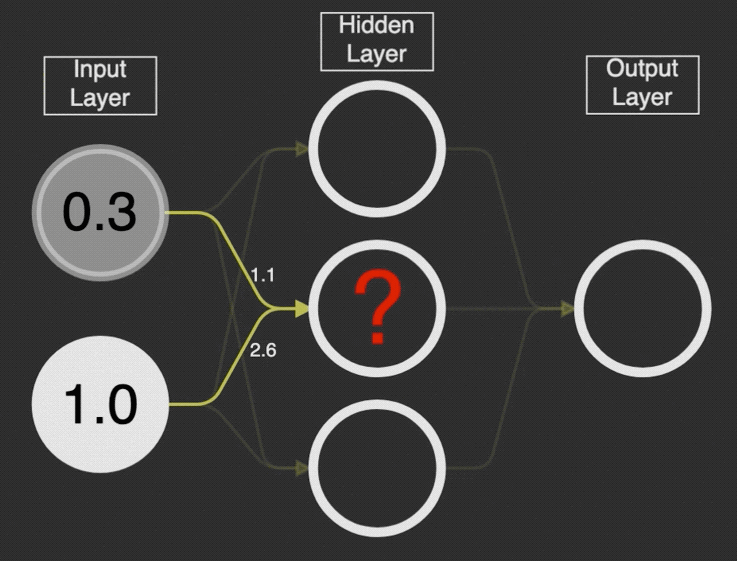 Input
Layer
Hidden
Layer
Output
Layer
0.3
1.1
?
2.6
1.0